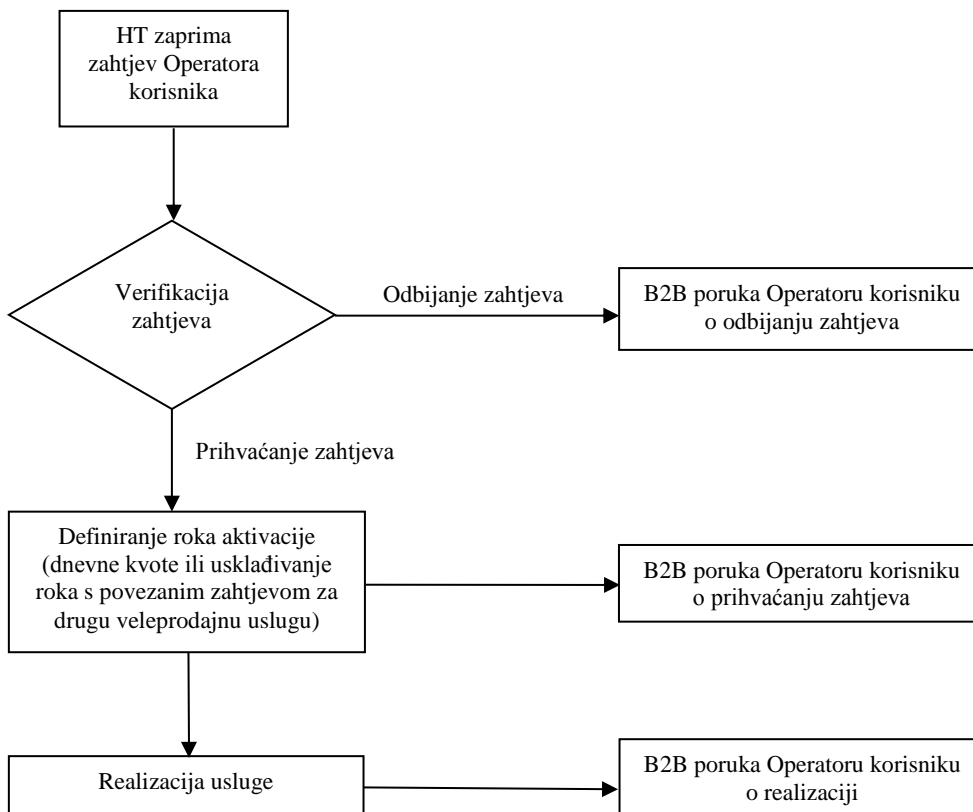 HT zaprima
zahtjev Operatora
korisnika
Verifikacija
zahtjeva
Odbijanje zahtjeva
B2B poruka Operatoru korisniku
o odbijanju zahtjeva
Prihvaćanje zahtjeva
Definiranje roka aktivacije
(dnevne kvote ili usklađivanje
roka s povezanim zahtjevom za
drugu veleprodajnu uslugu)
B2B poruka Operatoru korisniku
o prihvaćanju zahtjeva
Realizacija usluge
B2B poruka Operatoru korisniku
o realizaciji